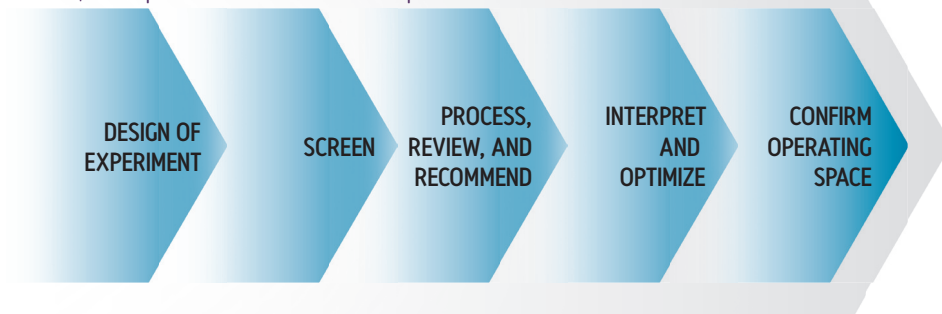 DESIGN OF
EXPERIMENT
SCREEN
PROCESS,
REVIEW, AND
RECOMMEND
INTERPRET
AND
OPTIMIZE
CONFIRM
OPERATING
SPACE